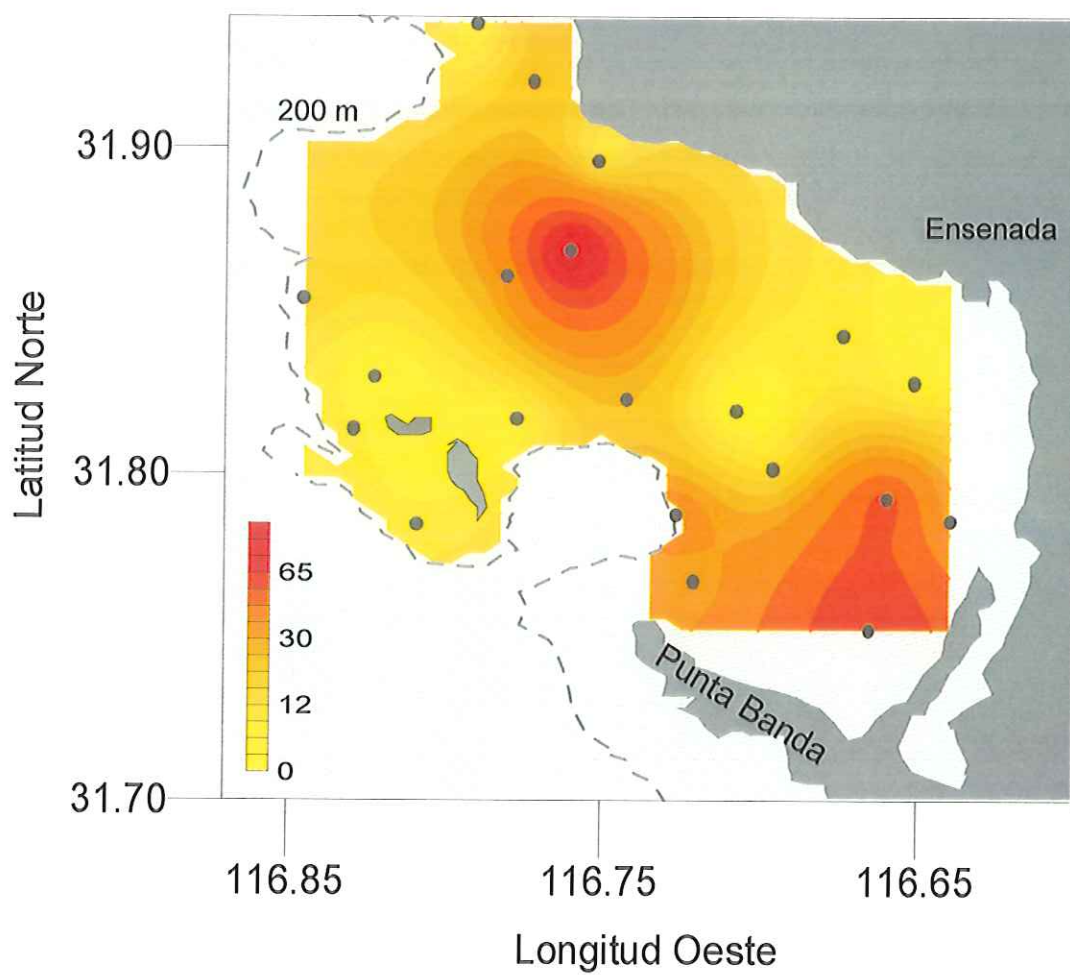 200 m
31.90
Ensenada
Latitud Norte
31.80
65
30
12
0
Punta Banda
31.70
116.85
116.75
116.65
Longitud Oeste